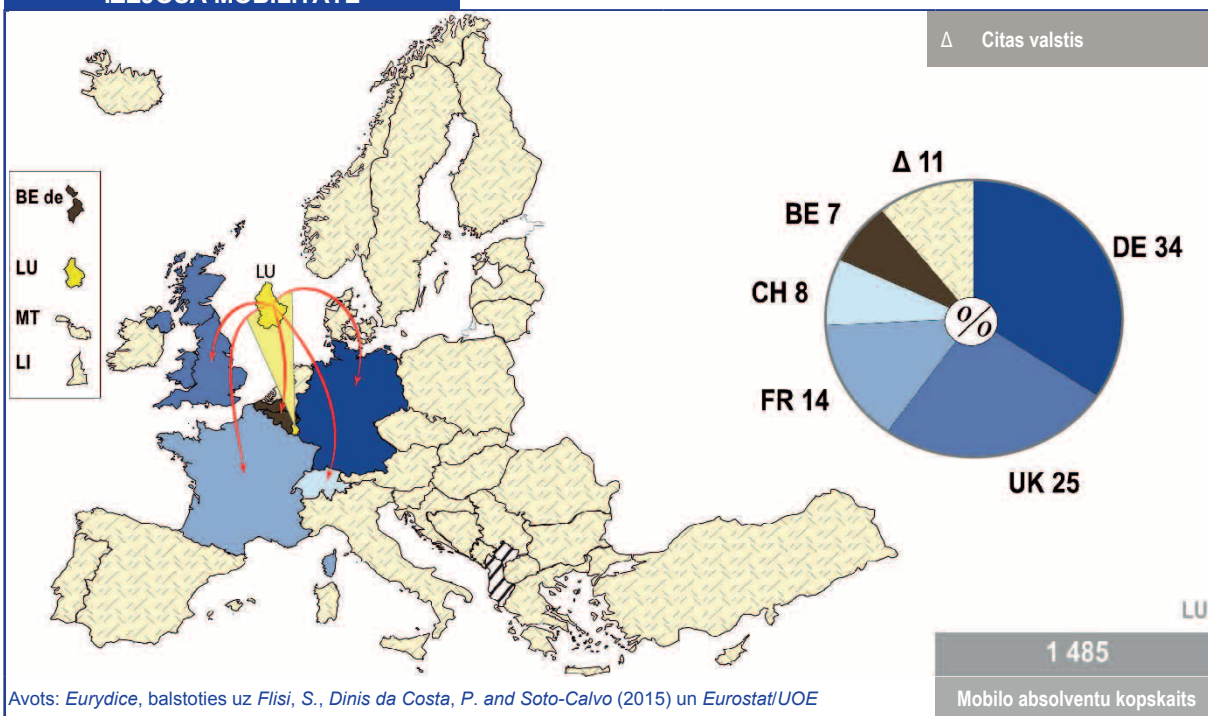 IZEJOŠĀ MOBILITĀTE
Δ Citas valstis
BE de
LU
MT
LI
LU
Δ 11
BE 7
DE 34
CH 8
%
FR 14
UK 25
LU
1 485
Mobilo absolventu kopskaits
Avots: Eurydice, balstoties uz Flisi, S., Dinis da Costa, P. and Soto-Calvo (2015) un Eurostat/UOE